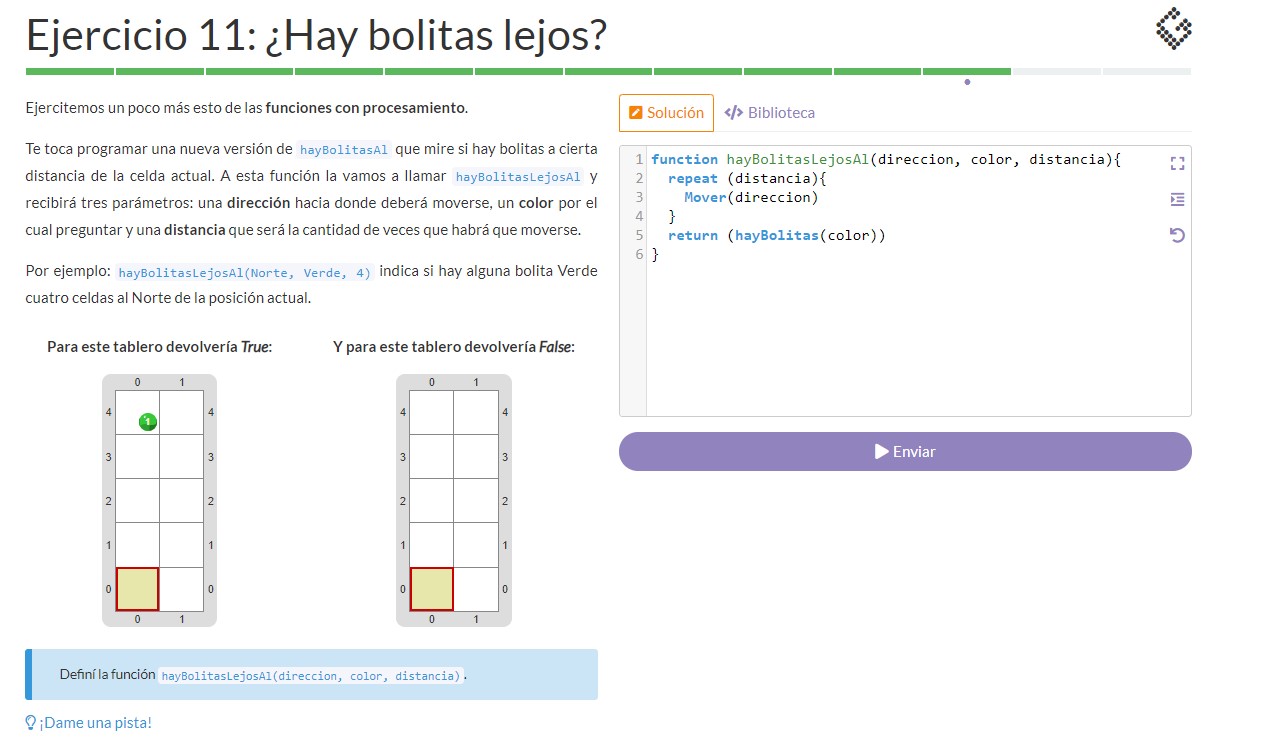 Ejercicio 11: ¿Hay bolitas lejos?
Ejercitemos un poco más esto de las funciones con procesamiento.
Te toca programar una nueva versión de hayBolitasAl que mire si hay bolitas a cierta
distancia de la celda actual. A esta función la vamos a llamar hayBolitasLejosAl y
recibirá tres parámetros: una dirección hacia donde deberá moverse, un color por el
cual preguntar y una distancia que será la cantidad de veces que habrá que moverse.
Por ejemplo: hayBolitasLejosAl(Norte, Verde, 4) indica si hay alguna bolita Verde
cuatro celdas al Norte de la posición actual.
Para este tablero devolvería True:
0 1
4 1 4
3 3
2 2
1 1
0 0
0 1
Y para este tablero devolvería False:
0 1
4 4
3 3
2 2
1 1
0 0
0 1
Definí la función hayBolitasLejosAl(direccion, color, distancia).
¡Dame una pista!
Solución
</> Biblioteca
1 function hayBolitasLejosAl(direccion, color, distancia){
2 repeat (distancia){
3 Mover(direccion)
4 }
5 return (hayBolitas(color))
6 }
Enviar